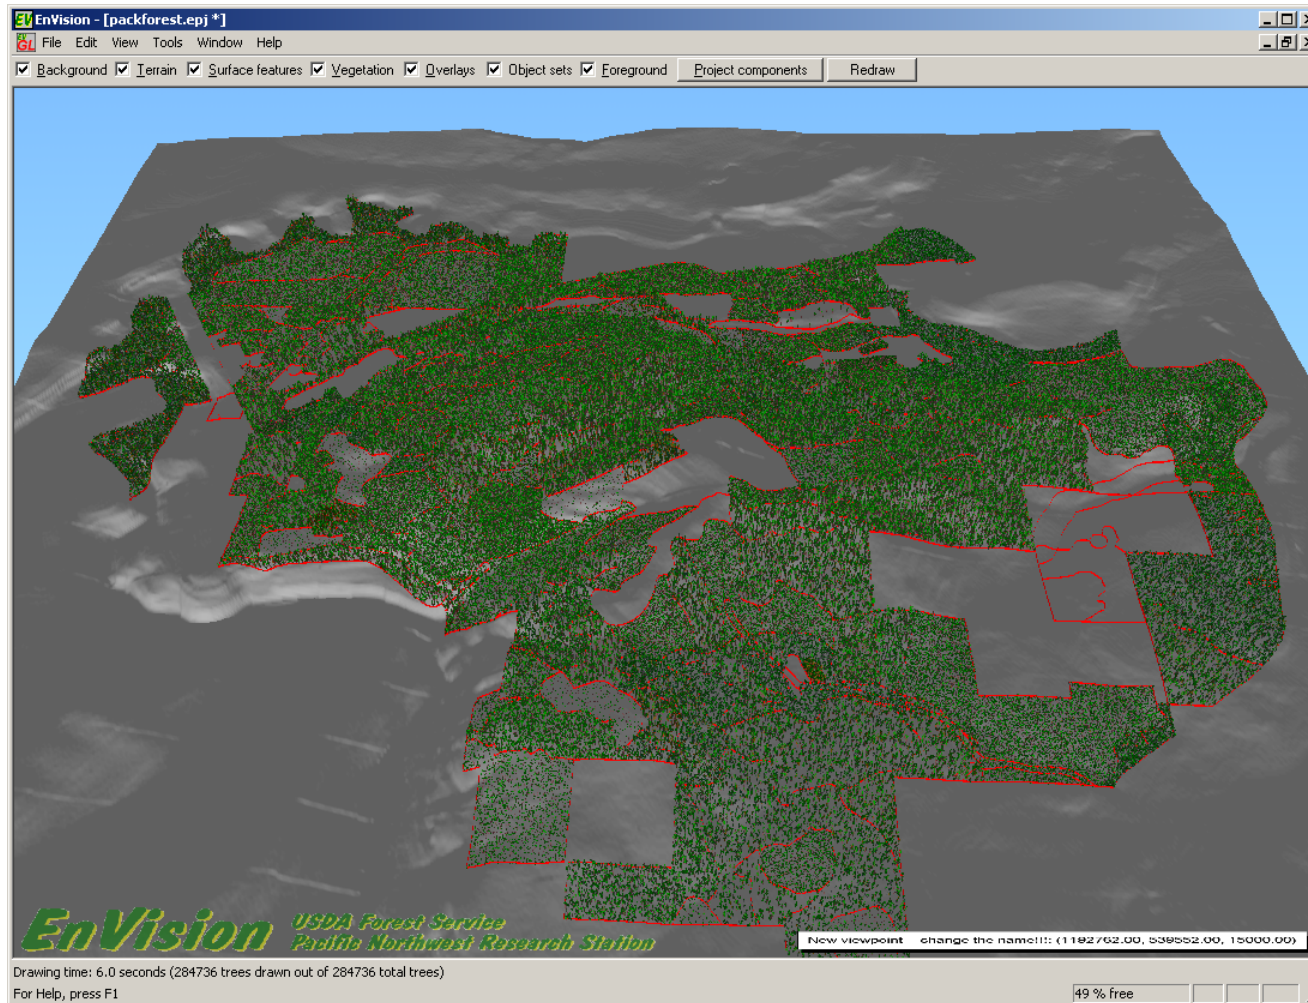 EnVision - [packforest.epj *]
File Edit View Tools Window Help
Background Terrain Surface features Vegetation Overlays Object sets Foreground Project components Redraw
EnVision USDA Forest Service
Pacific Northwest Research Station
New viewpoint change the name!!!: (1192762.00, 539552.00, 15000.00)
Drawing time: 6.0 seconds (284736 trees drawn out of 284736 total trees)
For Help, press F1
49 % free